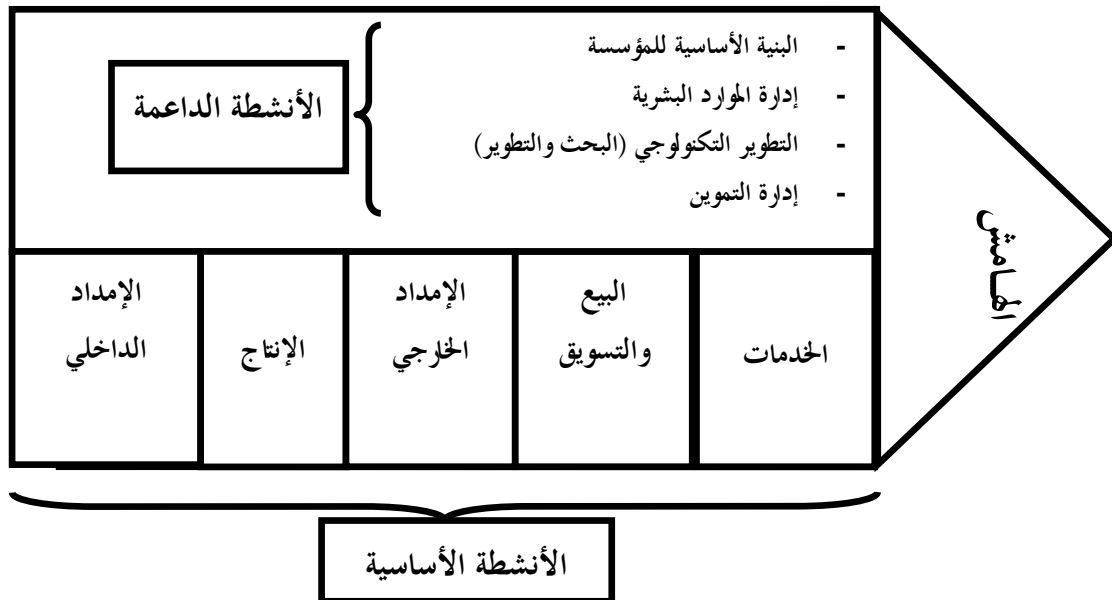 - البنية الأساسية للمؤسسة
- إدارة الموارد البشرية
- التطوير التكنولوجي (البحث والتطوير)
- إدارة التموين
الأنشطة الداعمة
الهامش
الإمداد
الداخلي
الإنتاج
الإمداد
الخارجي
البيع
والتسويق
الخدمات
الأنشطة الأساسية